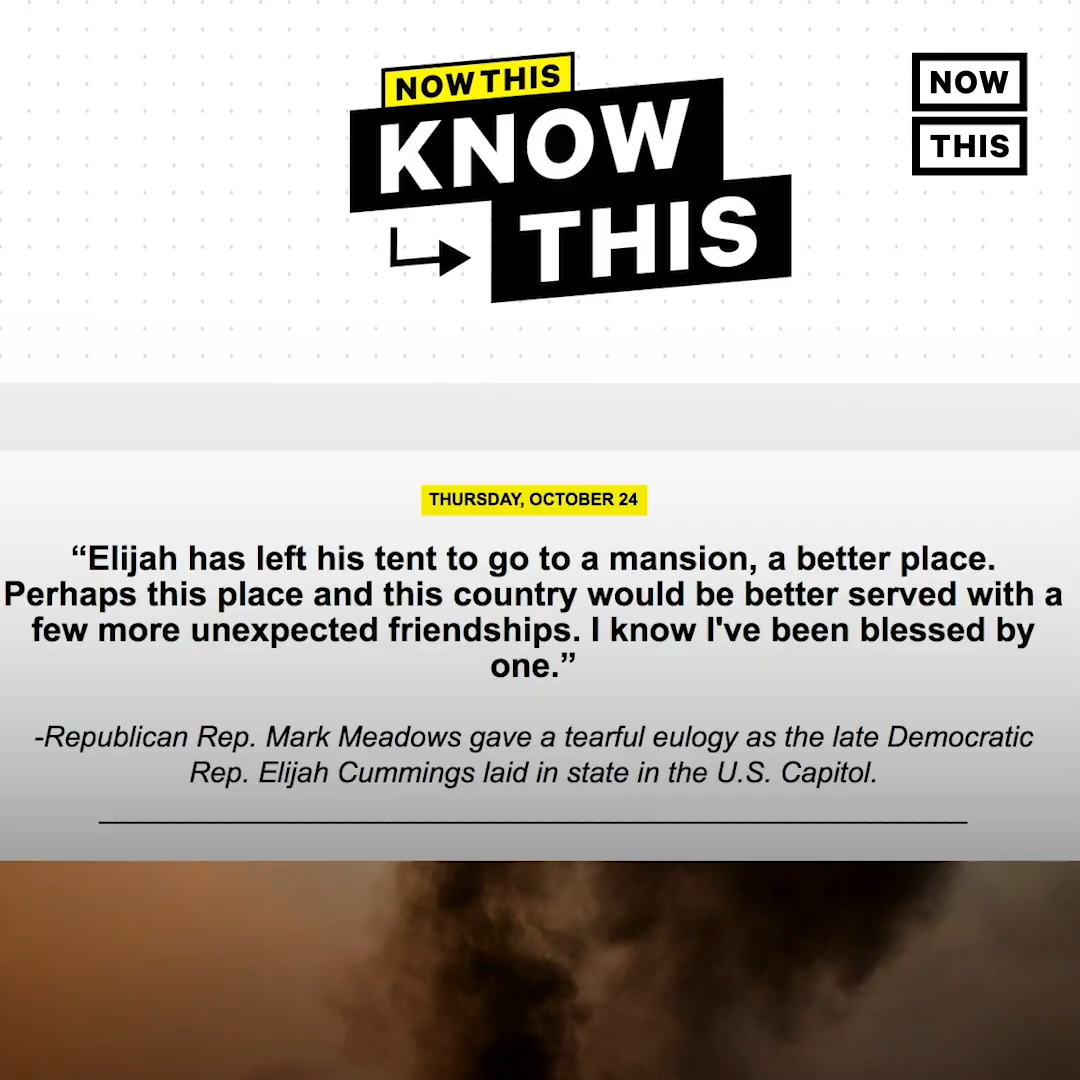 NOW THIS
KNOW
THIS
NOW
THIS
THURSDAY, OCTOBER 24
“Elijah has left his tent to go to a mansion, a better place.
Perhaps this place and this country would be better served with a
few more unexpected friendships. I know I've been blessed by
one.”
-Republican Rep. Mark Meadows gave a tearful eulogy as the late Democratic
Rep. Elijah Cummings laid in state in the U.S. Capitol.